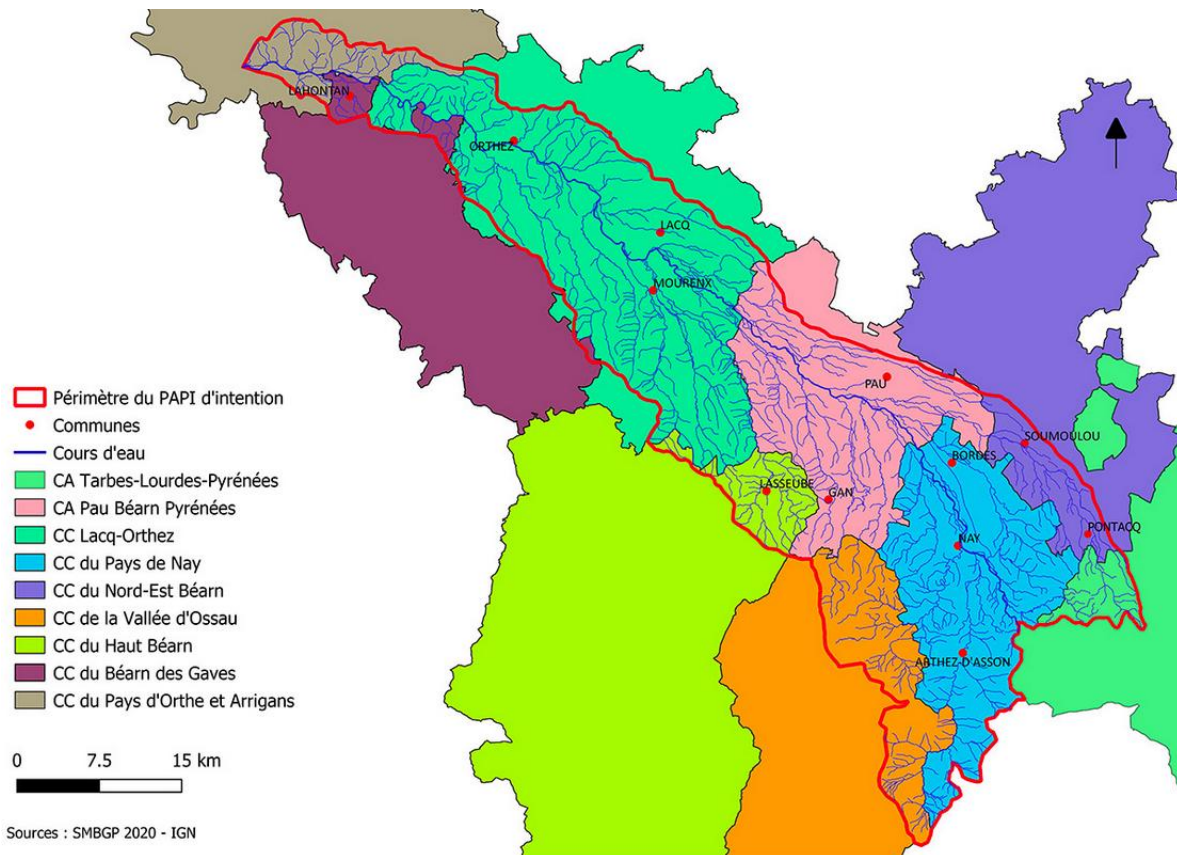 LAHONTAN
ORTHEZ
LACQ
MOURENX
PAU
SOUMOULOU
BORDES
LASSEUBE
GAN
PONTACQ
NAY
ARTHEZ-D'ASSON
Périmètre du PAPI d'intention
Communes
Cours d'eau
CA Tarbes-Lourdes-Pyrénées
CA Pau Béarn Pyrénées
CC Lacq-Orthez
CC du Pays de Nay
CC du Nord-Est Béarn
CC de la Vallée d'Ossau
CC du Haut Béarn
CC du Béarn des Gaves
CC du Pays d'Orthe et Arrigans
0 7.5 15 km
Sources : SMBGP 2020 - IGN